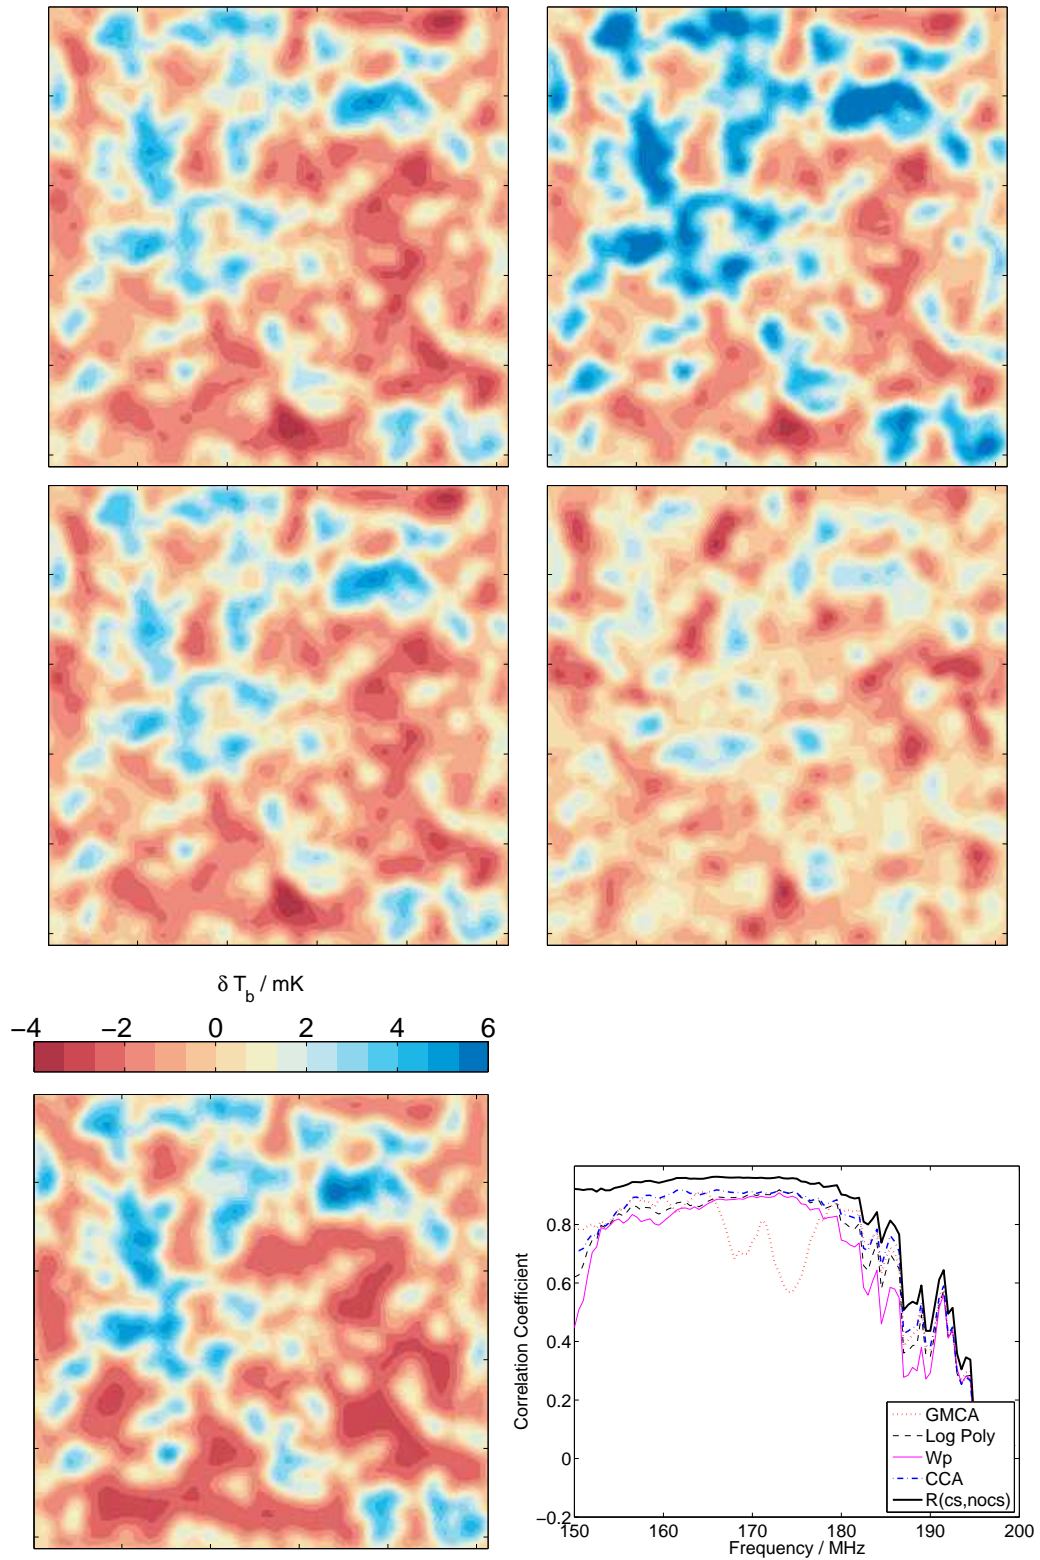 δ T_b / mK
−4 −2 0 2 4 6
Correlation Coefficient
0.8
0.6
0.4
0.2
0
−0.2
GMCA
Log Poly
Wp
CCA
R(cs,nocs)
150 160 170 180 190 200
Frequency / MHz